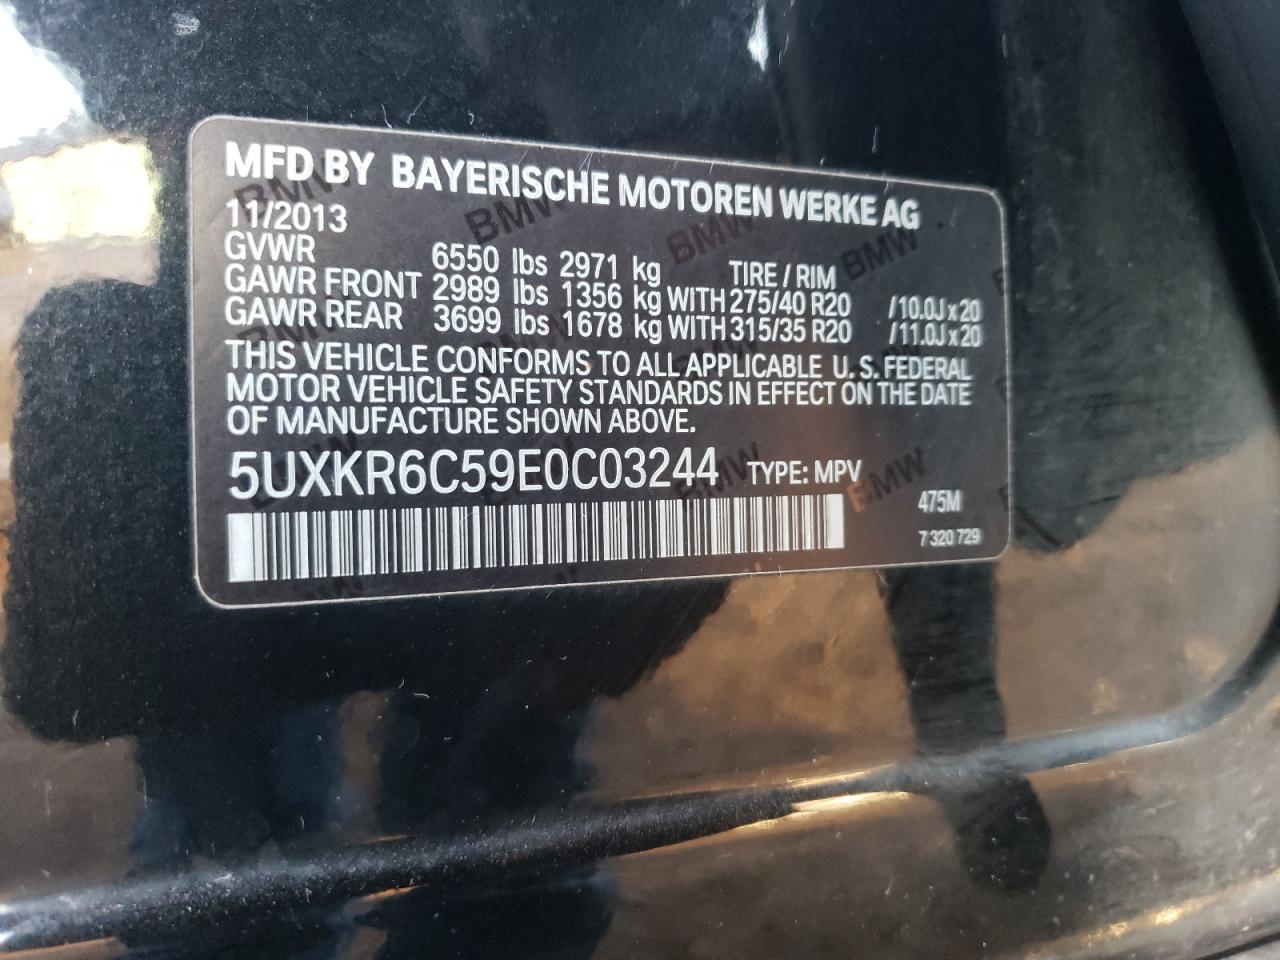 MFD BY BAYERISCHE MOTOREN WERKE AG
11/2013
GVWR 6550 lbs 2971 kg TIRE / RIM
GAWR FRONT 2989 lbs 1356 kg WITH 275/40 R20 /10.0J x 20
GAWR REAR 3699 lbs 1678 kg WITH 315/35 R20 /11.0J x 20
THIS VEHICLE CONFORMS TO ALL APPLICABLE U.S. FEDERAL
MOTOR VEHICLE SAFETY STANDARDS IN EFFECT ON THE DATE
OF MANUFACTURE SHOWN ABOVE.
5UXKR6C59E0C03244 TYPE: MPV
475M
7 320 729